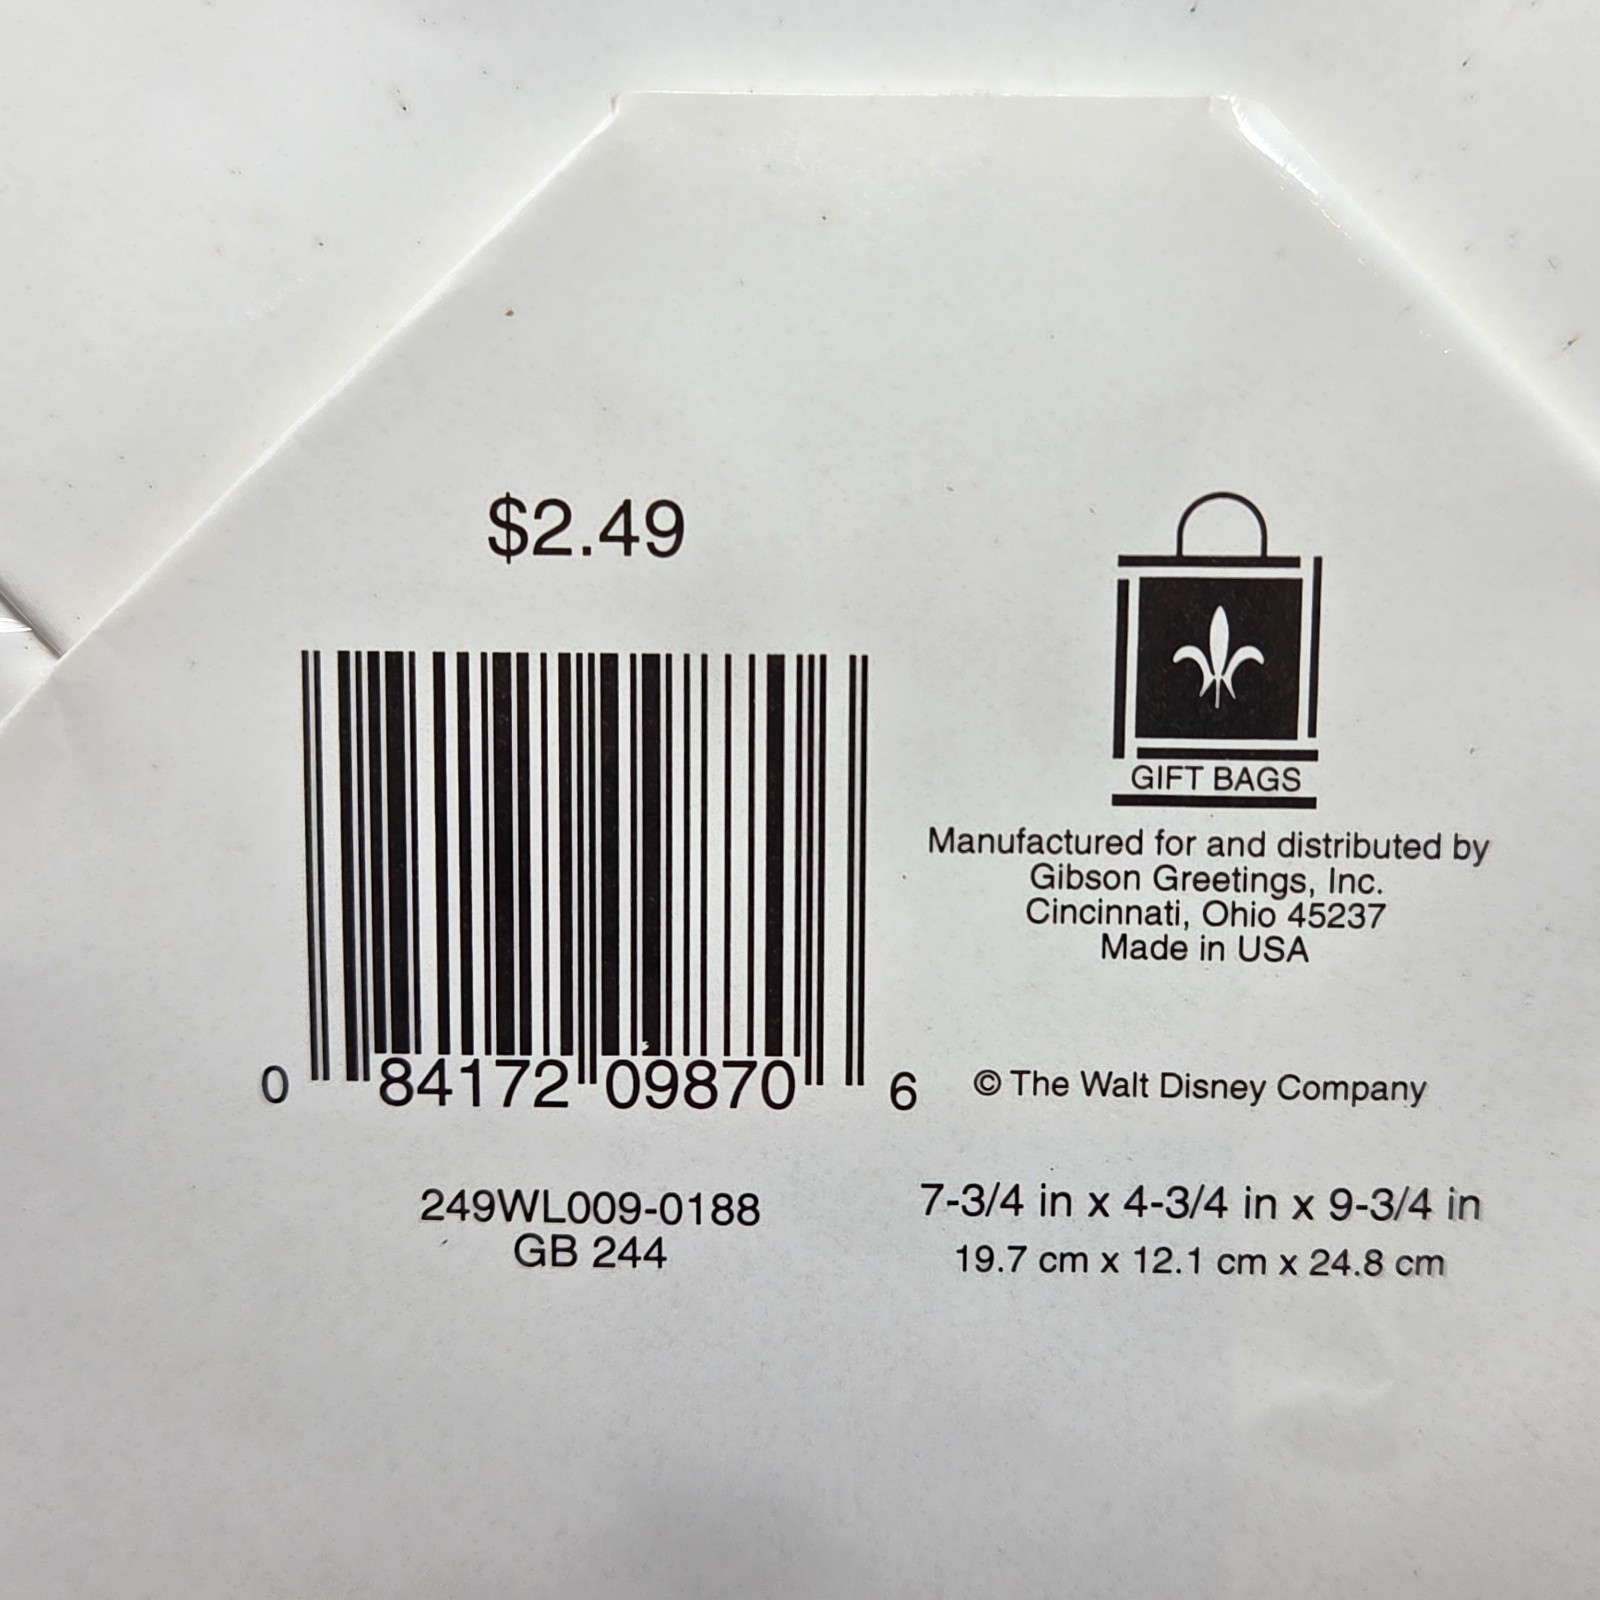 $2.49
0 84172 09870 6
249WL009-0188
GB 244
GIFT BAGS
Manufactured for and distributed by
Gibson Greetings, Inc.
Cincinnati, Ohio 45237
Made in USA
© The Walt Disney Company
7-3/4 in x 4-3/4 in x 9-3/4 in
19.7 cm x 12.1 cm x 24.8 cm